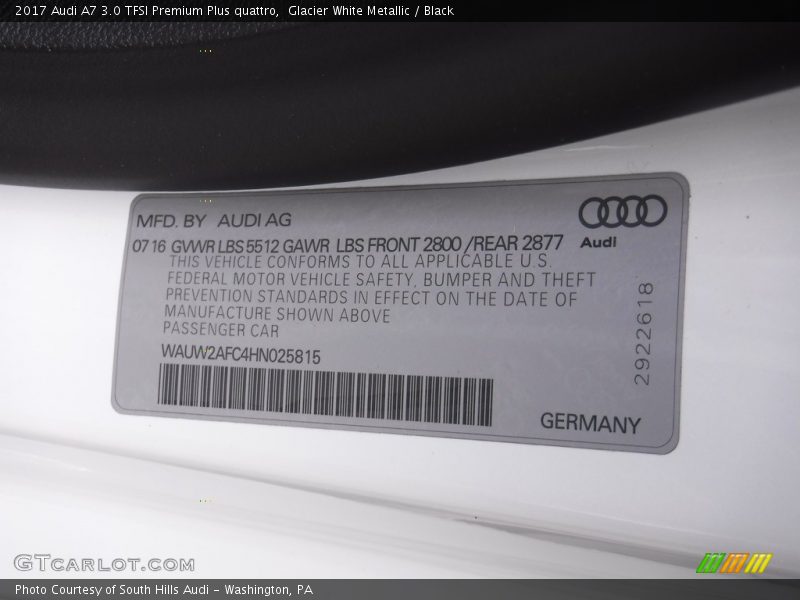 2017 Audi A7 3.0 TFSI Premium Plus quattro, Glacier White Metallic / Black
MFD. BY AUDI AG
Audi
07 16 GVWR LBS 5512 GAWR LBS FRONT 2800 /REAR 2877
THIS VEHICLE CONFORMS TO ALL APPLICABLE U.S.
FEDERAL MOTOR VEHICLE SAFETY, BUMPER AND THEFT
PREVENTION STANDARDS IN EFFECT ON THE DATE OF
MANUFACTURE SHOWN ABOVE
PASSENGER CAR
WAUW2AFC4HN025815
2922618
GERMANY
GTCARLOT.COM
Photo Courtesy of South Hills Audi - Washington, PA